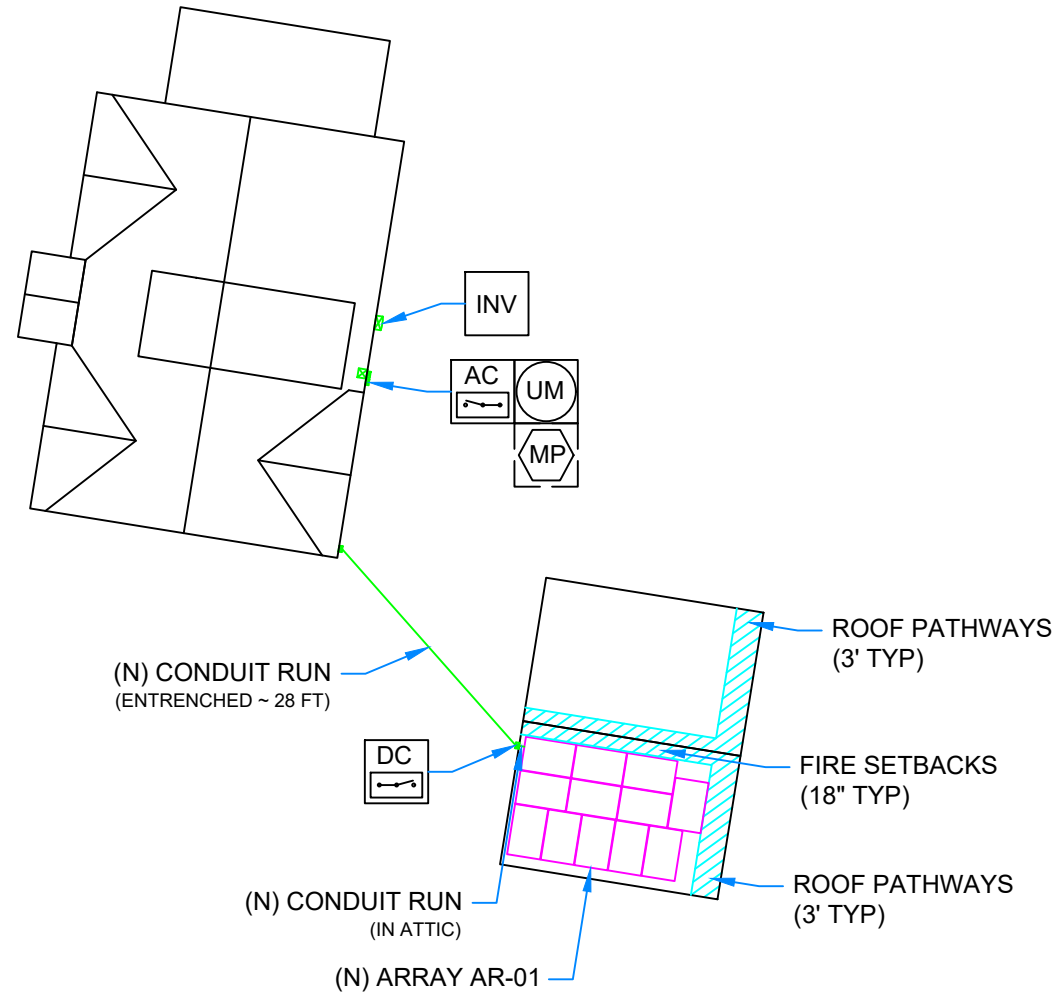 INV
AC
UM
MP
ROOF PATHWAYS
(3' TYP)
(N) CONDUIT RUN
(ENTRENCHED ~ 28 FT)
DC
FIRE SETBACKS
(18" TYP)
ROOF PATHWAYS
(3' TYP)
(N) CONDUIT RUN
(IN ATTIC)
(N) ARRAY AR-01